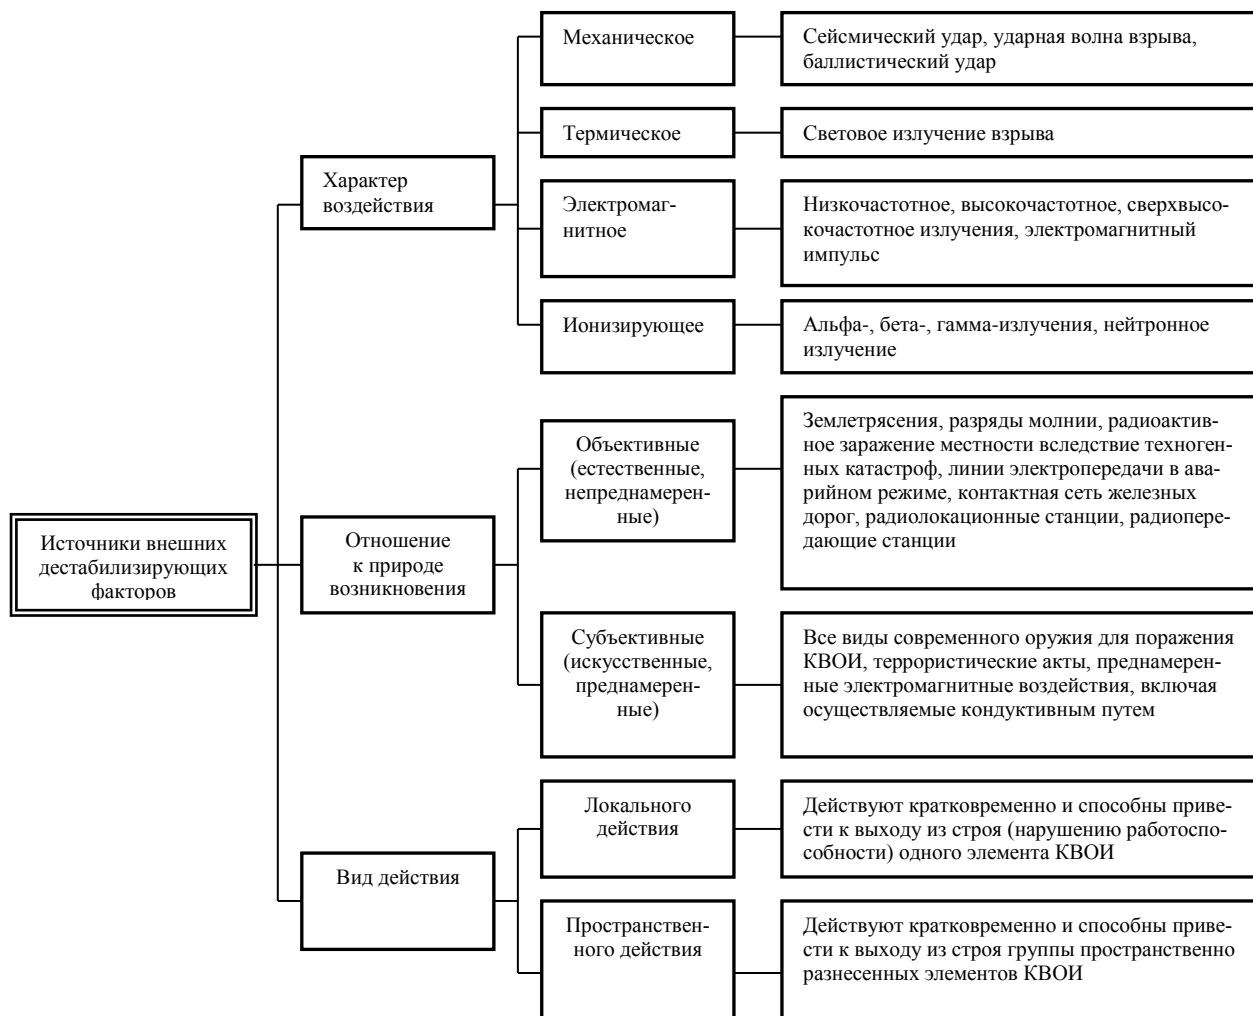 Механическое
Сейсмический удар, ударная волна взрыва,
баллистический удар
Термическое
Световое излучение взрыва
Характер
воздействия
Электромаг-
нитное
Низкочастотное, высокочастотное, сверхвысо-
кочастотное излучения, электромагнитный
импульс
Ионизирующее
Альфа-, бета-, гамма-излучения, нейтронное
излучение
Объективные
(естественные,
непреднамерен-
ные)
Землетрясения, разряды молнии, радиоактив-
ное заражение местности вследствие техноген-
ных катастроф, линии электропередачи в ава-
рийном режиме, контактная сеть железных
дорог, радиолокационные станции, радиопере-
дающие станции
Источники внешних
дестабилизирующих
факторов
Отношение
к природе
возникновения
Субъективные
(искусственные,
преднамерен-
ные)
Все виды современного оружия для поражения
КВОИ, террористические акты, преднамерен-
ные электромагнитные воздействия, включая
осуществляемые кондуктивным путем
Локального
действия
Действуют кратковременно и способны приве-
сти к выходу из строя (нарушению работоспо-
собности) одного элемента КВОИ
Вид действия
Пространствен-
ного действия
Действуют кратковременно и способны приве-
сти к выходу из строя группы пространственно
разнесенных элементов КВОИ